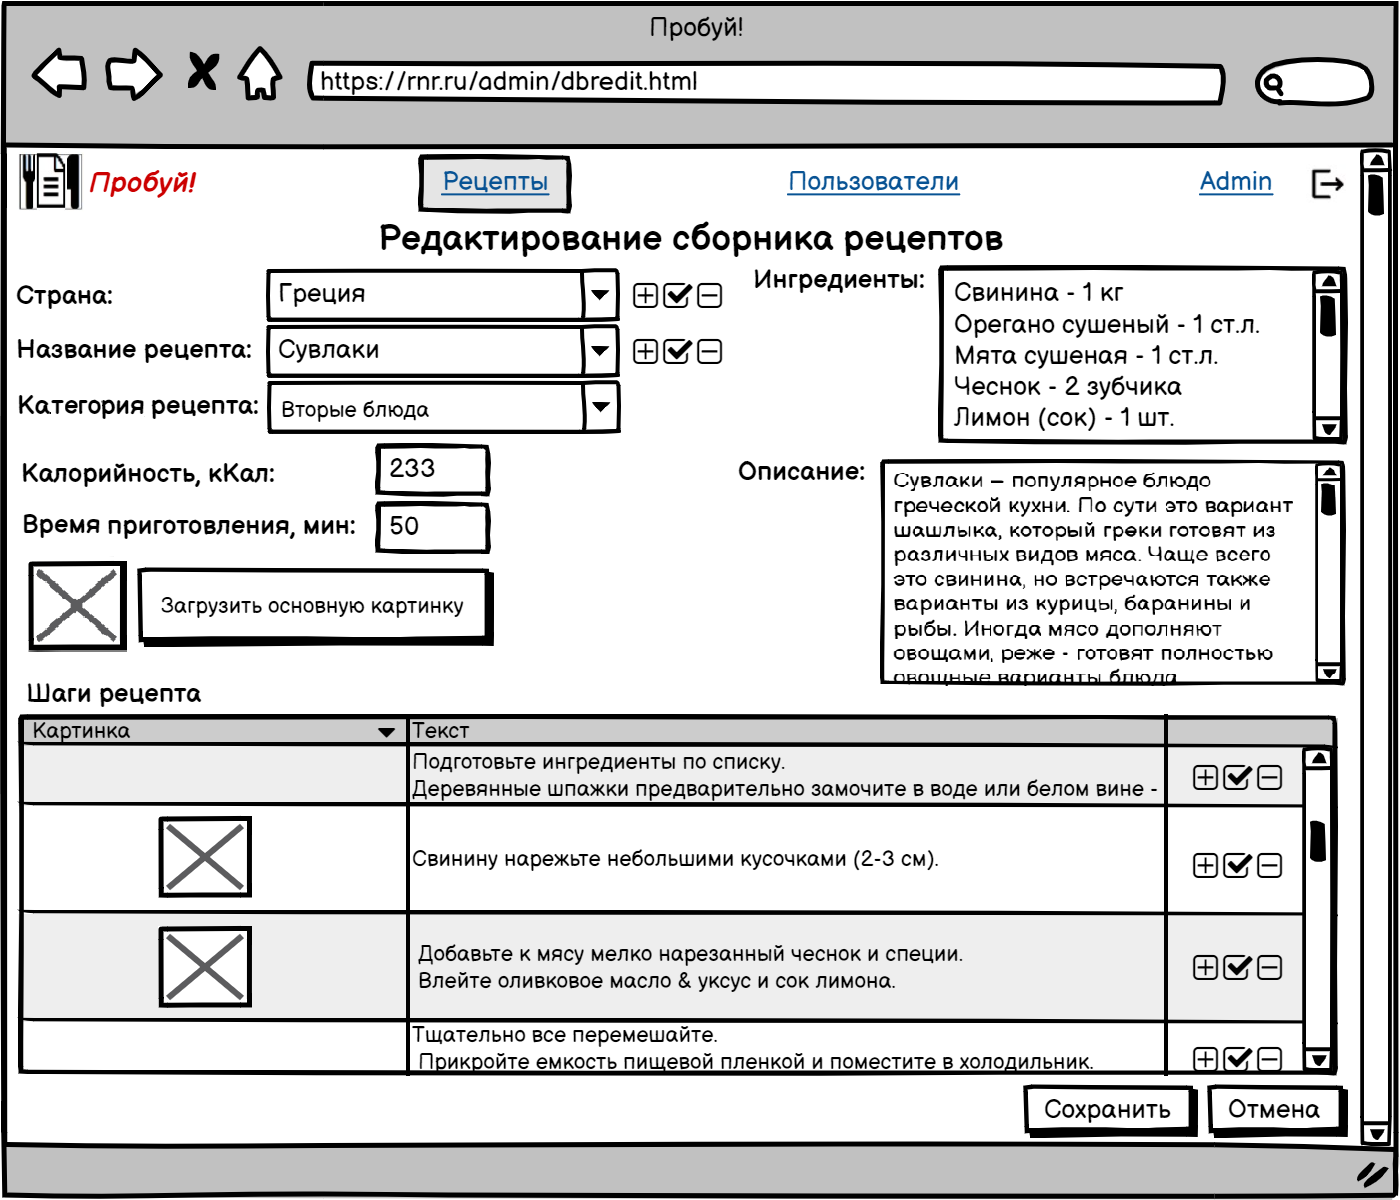 Пробуй!
https://rnr.ru/admin/dbredit.html
Пробуй!
Рецепты
Пользователи
Admin
Редактирование сборника рецептов
Страна:
Греция
Название рецепта:
Сувлаки
Категория рецепта:
Вторые блюда
Ингредиенты:
Свинина - 1 кг
Орегано сушеный - 1 ст.л.
Мята сушеная - 1 ст.л.
Чеснок - 2 зубчика
Лимон (сок) - 1 шт.
Калорийность, кКал:
233
Время приготовления, мин:
50
Загрузить основную картинку
Описание:
Сувлаки – популярное блюдо
греческой кухни. По сути это вариант
шашлыка, который греки готовят из
различных видов мяса. Чаще всего
это свинина, но встречаются также
варианты из курицы, баранины и
рыбы. Иногда мясо дополняют
овощами, реже - готовят полностью
овощные варианты блюда
Шаги рецепта
Картинка
Текст
Подготовьте ингредиенты по списку.
Деревянные шпажки предварительно замочите в воде или белом вине -
Свинину нарежьте небольшими кусочками (2-3 см).
Добавьте к мясу мелко нарезанный чеснок и специи.
Влейте оливковое масло & уксус и сок лимона.
Тщательно все перемешайте.
Прикройте емкость пищевой пленкой и поместите в холодильник.
Сохранить
Отмена